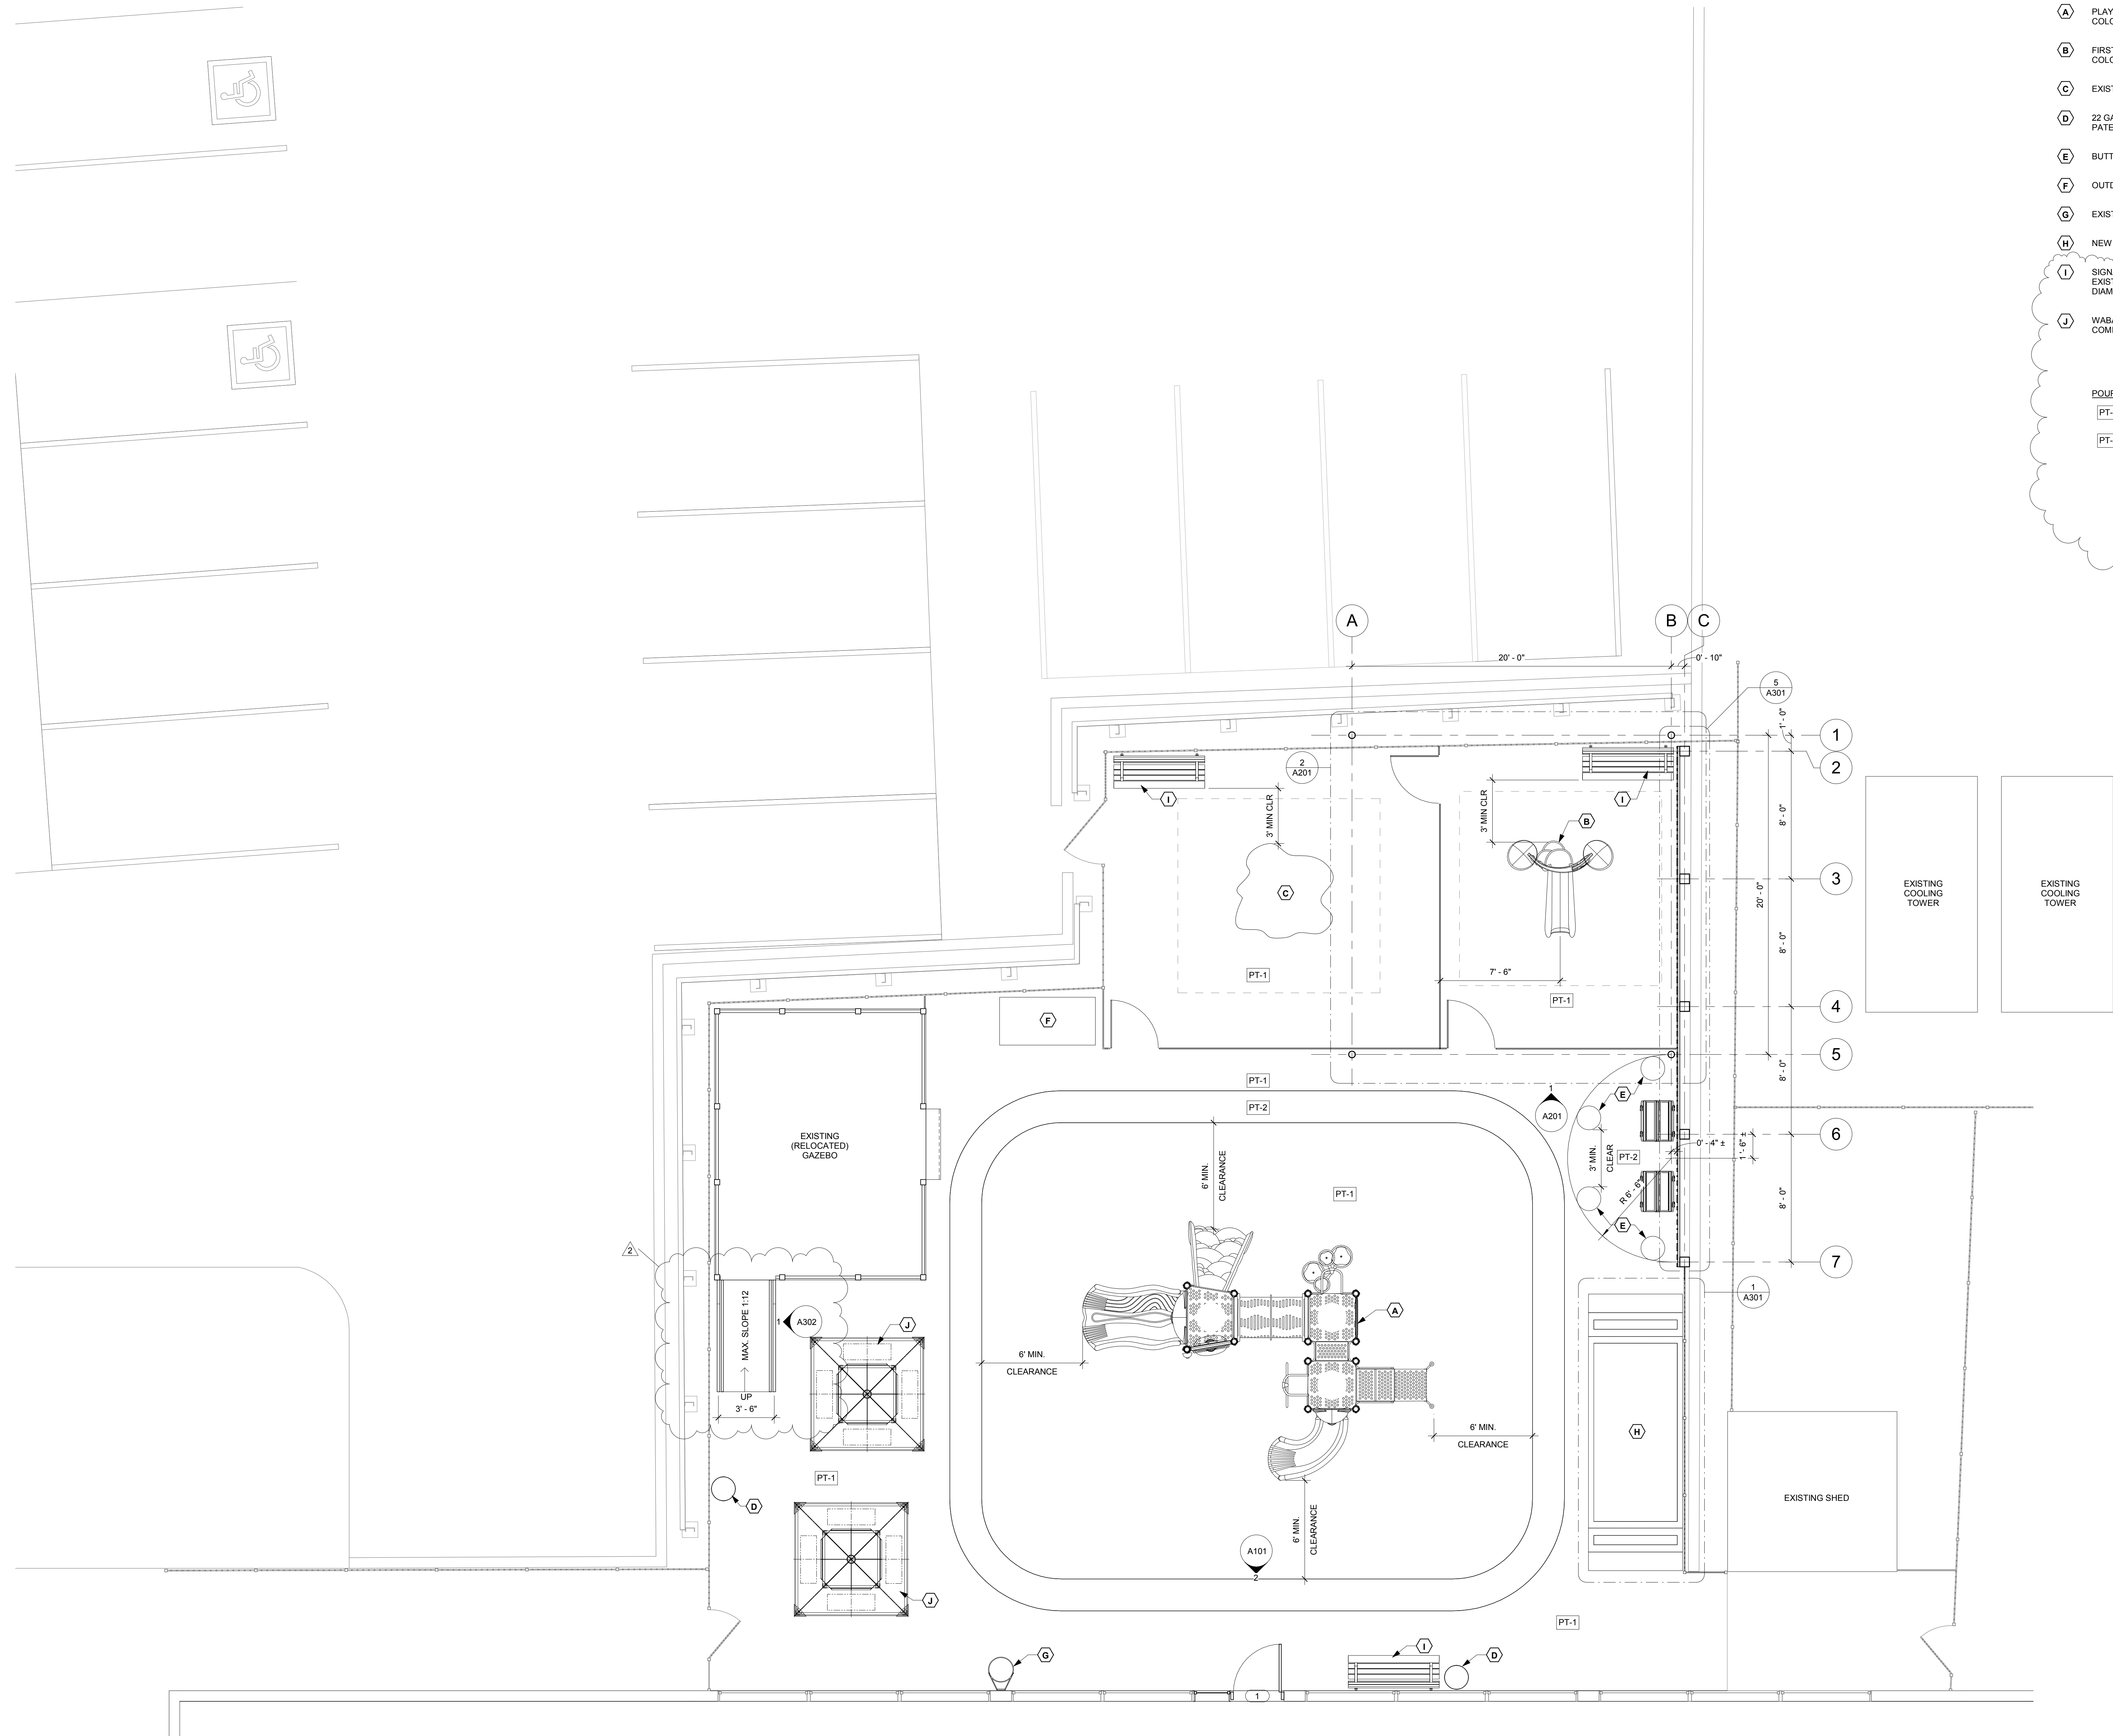 A
PLAY
COLO
B
FIRST
COLO
C
EXIST
D
22 GA
PATE
E
BUTT
F
OUTD
G
EXIST
H
NEW
I
SIGNA
EXIST
DIAM
J
WABA
COMM
POUR
PT-
PT-
A
B
C
20' - 0"
0' - 10"
5
A301
1' - 0"
1
2
2
A201
I
I
3' MIN CLR
3' MIN CLR
B
8' - 0"
C
3
20' - 0"
EXISTING
COOLING
TOWER
EXISTING
COOLING
TOWER
8' - 0"
7' - 6"
PT-1
PT-1
F
4
5
PT-1
8' - 0"
PT-2
E
1
A201
EXISTING
(RELOCATED)
GAZEBO
6
0' - 4" ±
1' - 6" ±
3' MIN.
CLEAR
PT-2
6' MIN.
CLEARANCE
PT-1
R 6' - 6"
8' - 0"
E
2
7
MAX. SLOPE 1:12
1
A302
J
A
1
A301
6' MIN.
CLEARANCE
UP
3' - 6"
6' MIN.
CLEARANCE
H
PT-1
D
EXISTING SHED
6' MIN.
CLEARANCE
A101
2
J
PT-1
G
I
D
1